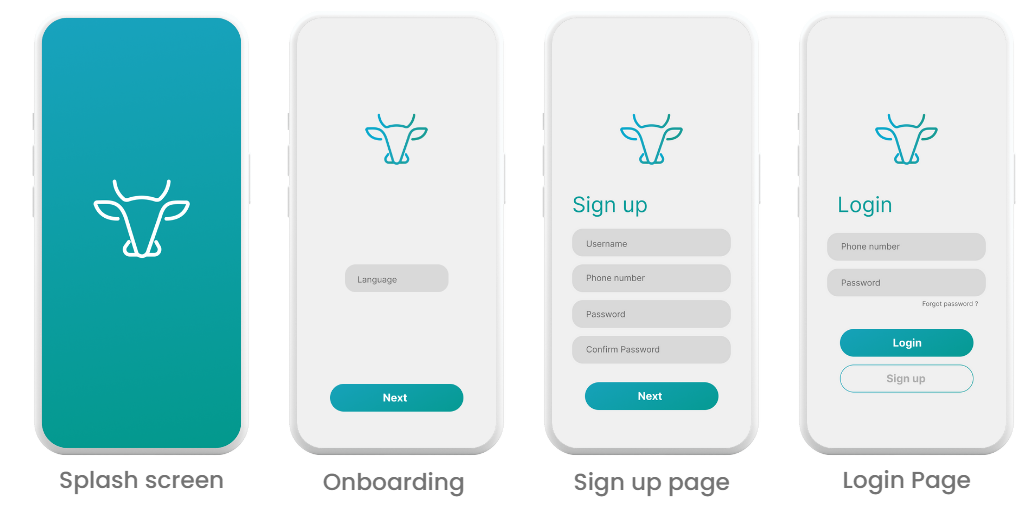 Language
Next
Sign up
Username
Phone number
Password
Confirm Password
Next
Login
Phone number
Password
Forgot password ?
Login
Sign up
Splash screen
Onboarding
Sign up page
Login Page